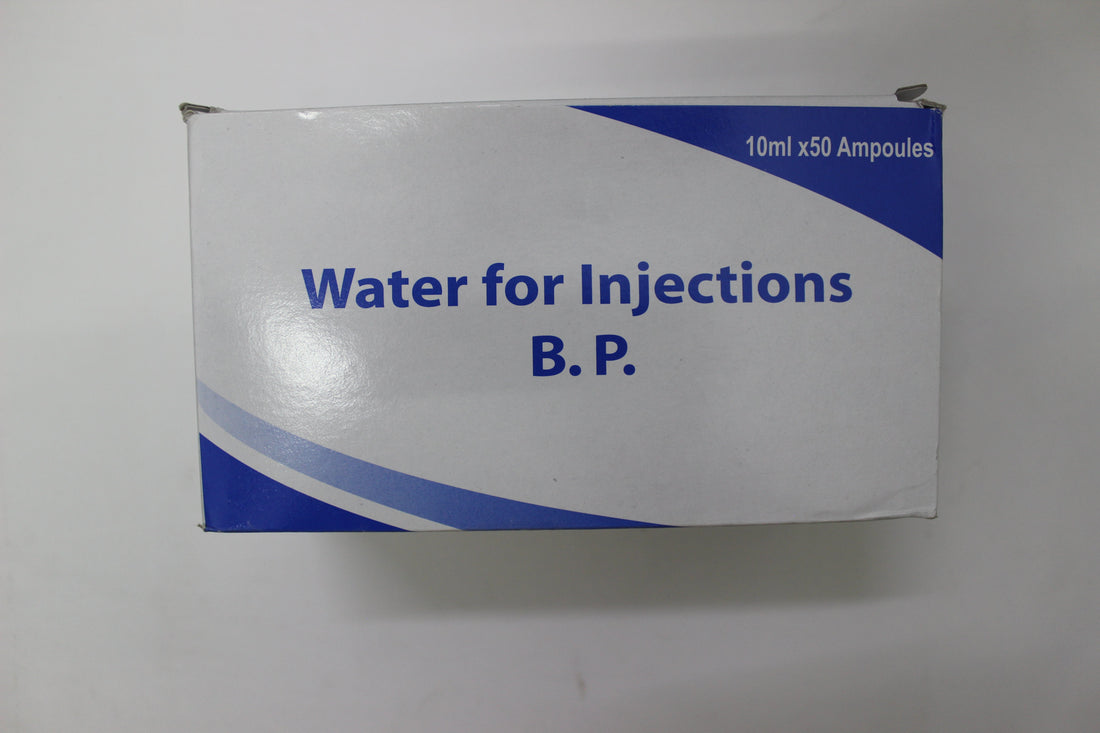 10ml x50 Ampoules
Water for Injections
B. P.